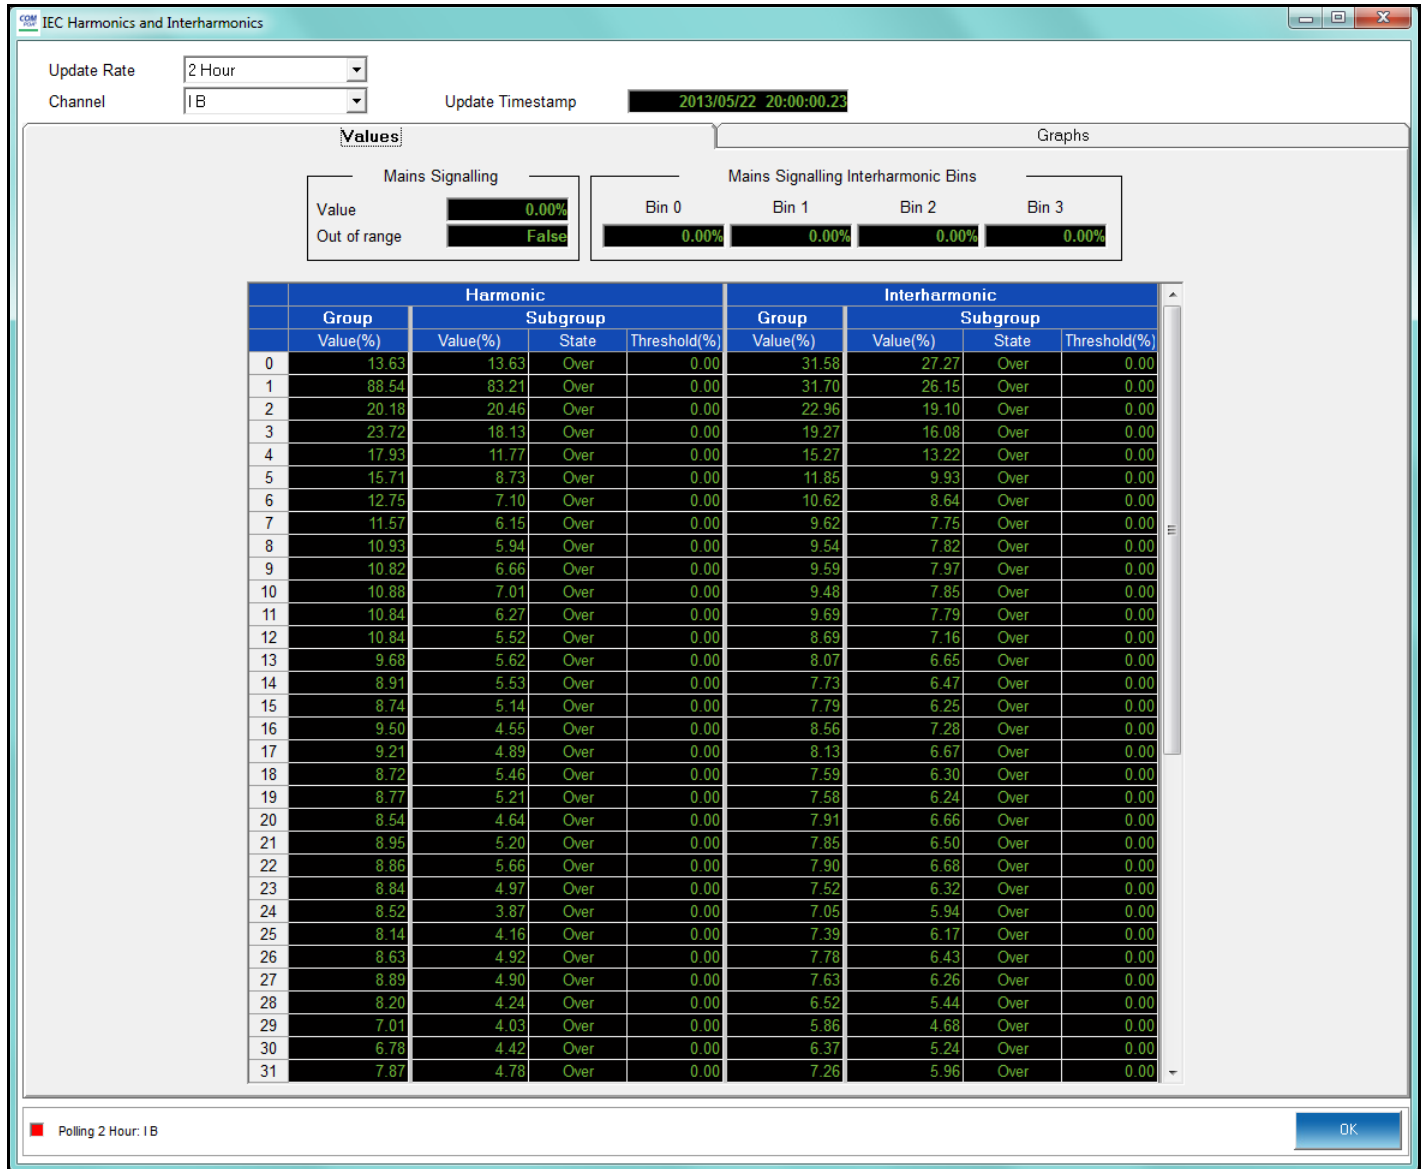 IEC Harmonics and Interharmonics
Update Rate 2 Hour
Channel I B Update Timestamp 2013/05/22 20:00:00.23
Values Graphs
Mains Signalling Mains Signalling Interharmonic Bins
Value 0.00% Bin 0 Bin 1 Bin 2 Bin 3
Out of range False 0.00% 0.00% 0.00% 0.00%
Harmonic Interharmonic
Group Subgroup Group Subgroup
Value(%) Value(%) State Threshold(%) Value(%) Value(%) State Threshold(%)
0 13.63 13.63 Over 0.00 31.58 27.27 Over 0.00
1 88.54 83.21 Over 0.00 31.70 26.15 Over 0.00
2 20.18 20.46 Over 0.00 22.96 19.10 Over 0.00
3 23.72 18.13 Over 0.00 19.27 16.08 Over 0.00
4 17.93 11.77 Over 0.00 15.27 13.22 Over 0.00
5 15.71 8.73 Over 0.00 11.85 9.93 Over 0.00
6 12.75 7.10 Over 0.00 10.62 8.64 Over 0.00
7 11.57 6.15 Over 0.00 9.62 7.75 Over 0.00
8 10.93 5.94 Over 0.00 9.54 7.82 Over 0.00
9 10.82 6.66 Over 0.00 9.59 7.97 Over 0.00
10 10.88 7.01 Over 0.00 9.48 7.85 Over 0.00
11 10.84 6.27 Over 0.00 9.69 7.79 Over 0.00
12 10.84 5.52 Over 0.00 8.69 7.16 Over 0.00
13 9.68 5.62 Over 0.00 8.07 6.65 Over 0.00
14 8.91 5.53 Over 0.00 7.73 6.47 Over 0.00
15 8.74 5.14 Over 0.00 7.79 6.25 Over 0.00
16 9.50 4.55 Over 0.00 8.56 7.28 Over 0.00
17 9.21 4.89 Over 0.00 8.13 6.67 Over 0.00
18 8.72 5.46 Over 0.00 7.59 6.30 Over 0.00
19 8.77 5.21 Over 0.00 7.58 6.24 Over 0.00
20 8.54 4.64 Over 0.00 7.91 6.66 Over 0.00
21 8.95 5.20 Over 0.00 7.85 6.50 Over 0.00
22 8.86 5.66 Over 0.00 7.90 6.68 Over 0.00
23 8.84 4.97 Over 0.00 7.52 6.32 Over 0.00
24 8.52 3.87 Over 0.00 7.05 5.94 Over 0.00
25 8.14 4.16 Over 0.00 7.39 6.17 Over 0.00
26 8.63 4.92 Over 0.00 7.78 6.43 Over 0.00
27 8.89 4.90 Over 0.00 7.63 6.26 Over 0.00
28 8.20 4.24 Over 0.00 6.52 5.44 Over 0.00
29 7.01 4.03 Over 0.00 5.86 4.68 Over 0.00
30 6.78 4.42 Over 0.00 6.37 5.24 Over 0.00
31 7.87 4.78 Over 0.00 7.26 5.96 Over 0.00
Polling 2 Hour: I B OK